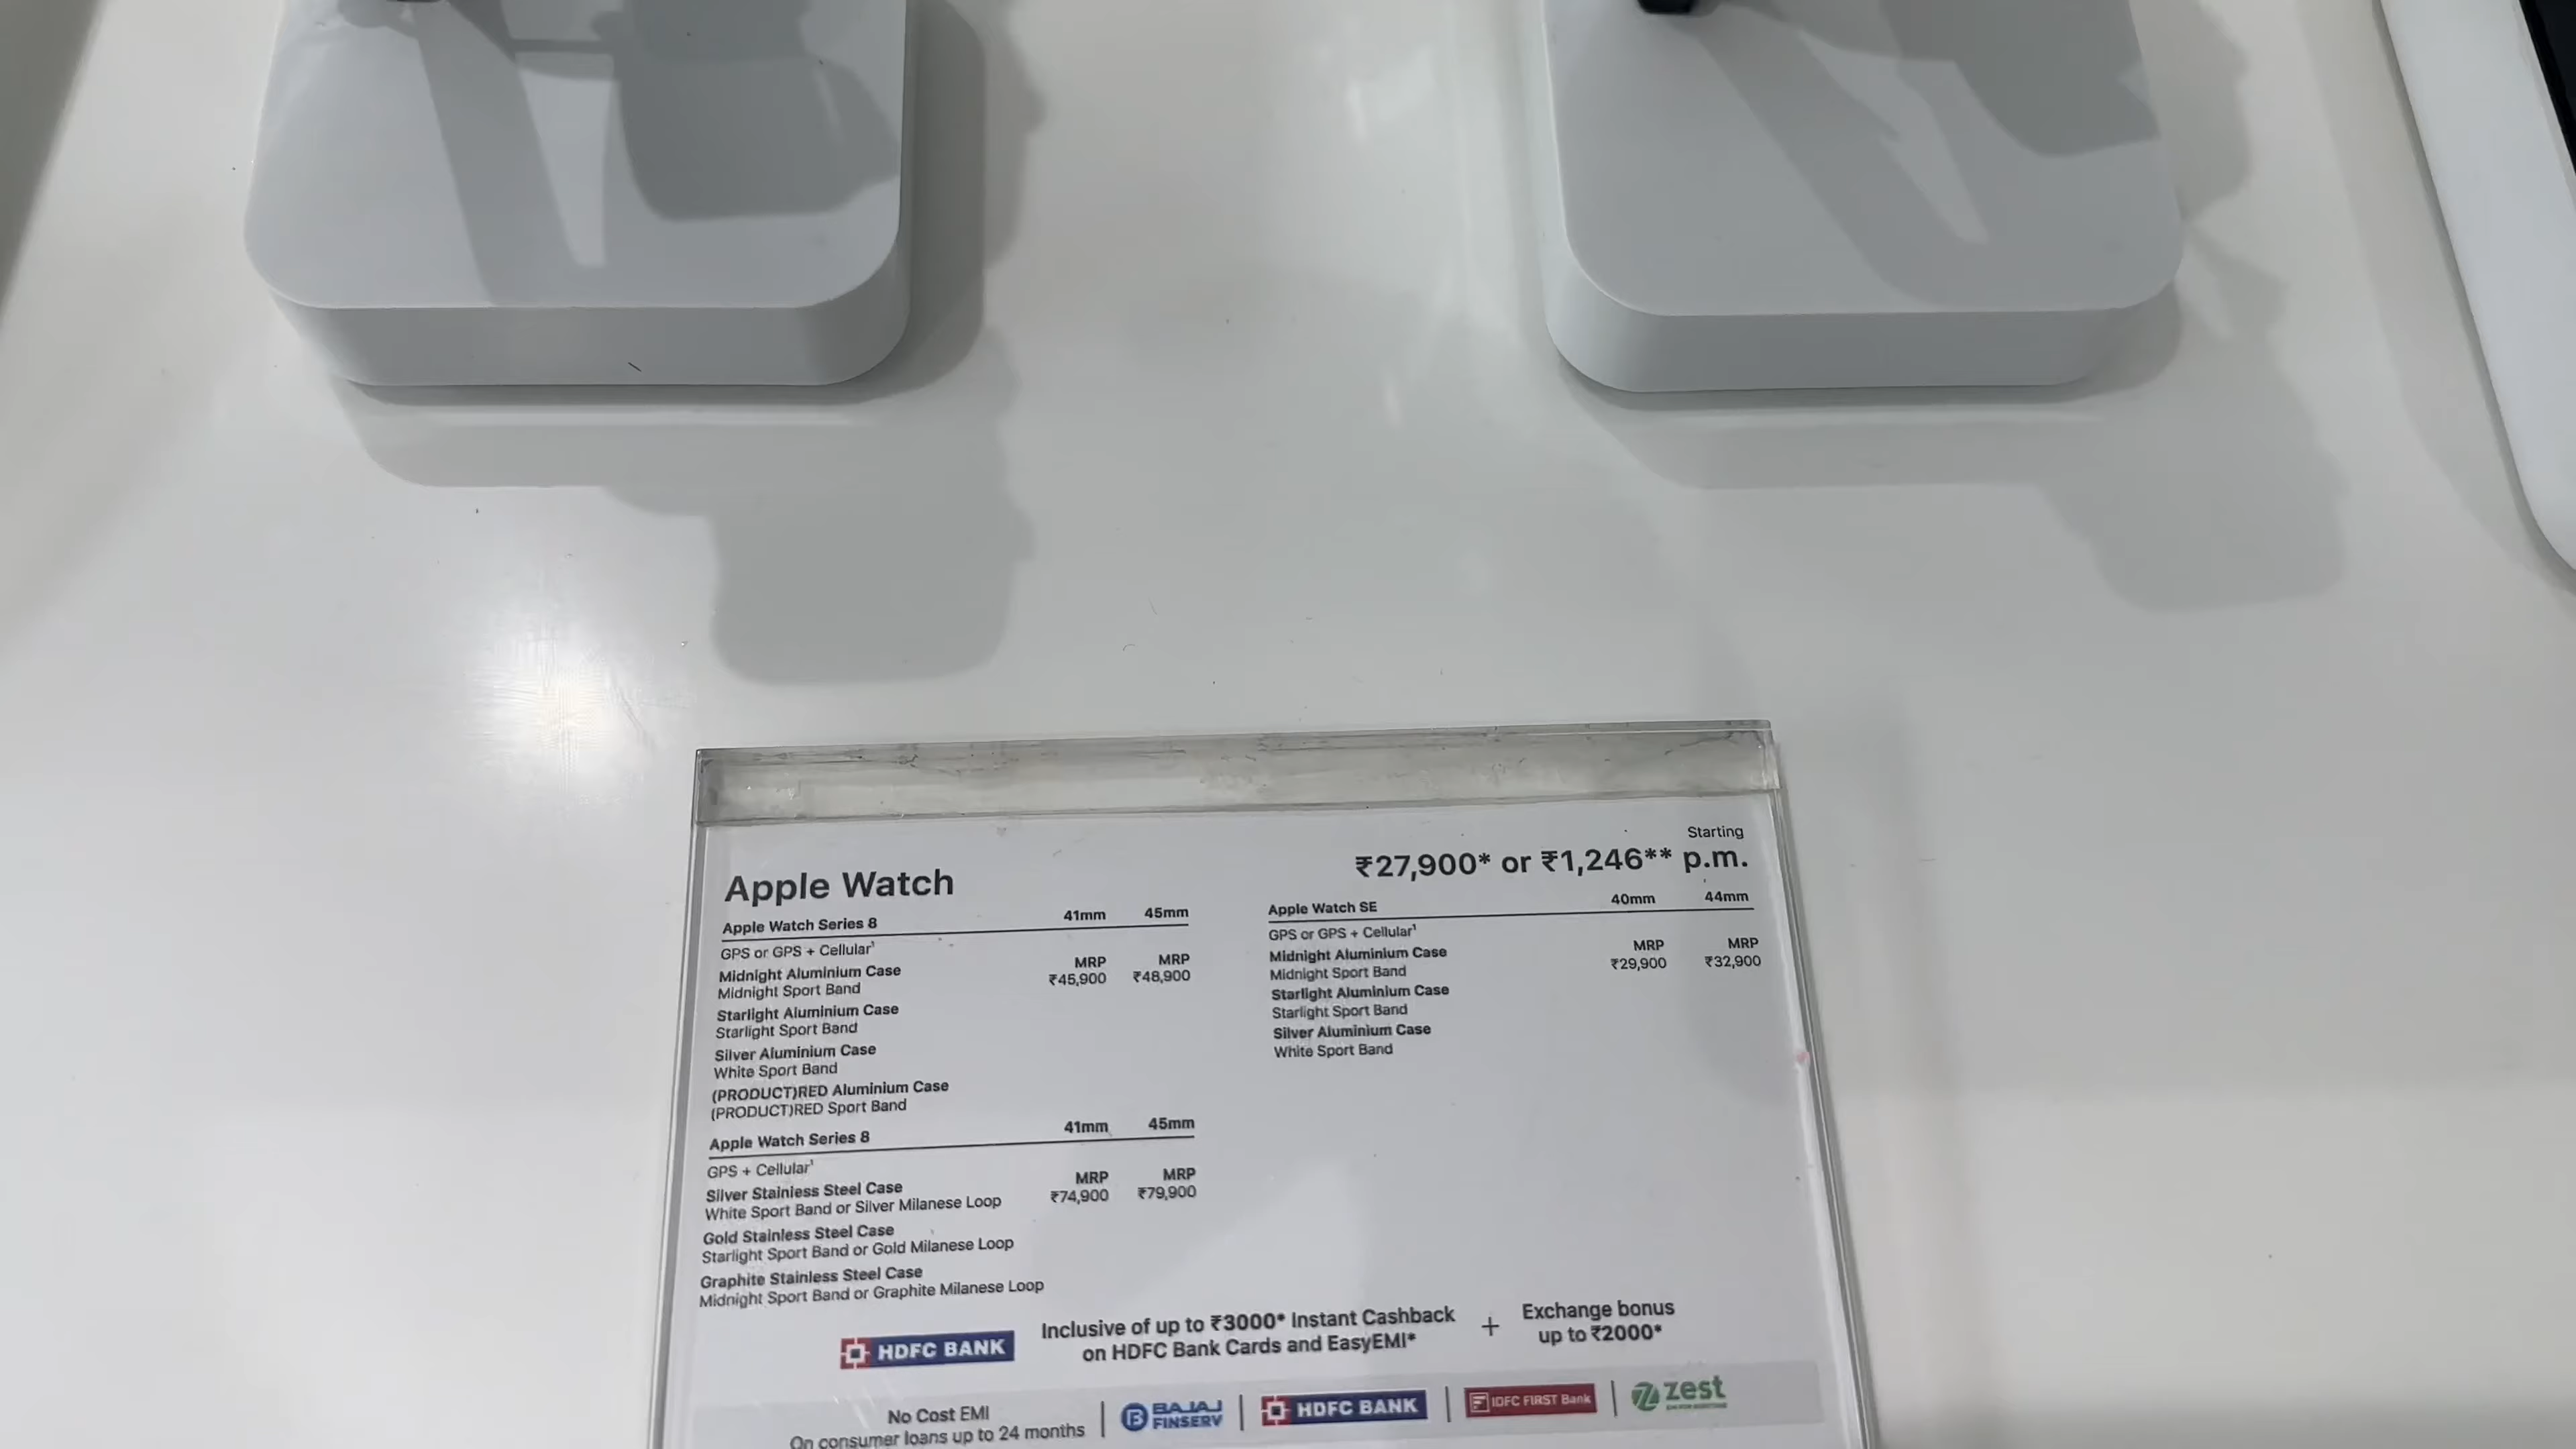 Apple Watch
Starting
₹27,900* or ₹1,246** p.m.
Apple Watch Series 8 41mm 45mm
GPS or GPS + Cellular¹
Midnight Aluminium Case MRP MRP
Midnight Sport Band ₹45,900 ₹48,900
Starlight Aluminium Case
Starlight Sport Band
Silver Aluminium Case
White Sport Band
(PRODUCT)RED Aluminium Case
(PRODUCT)RED Sport Band
Apple Watch Series 8 41mm 45mm
GPS + Cellular¹
Silver Stainless Steel Case MRP MRP
White Sport Band or Silver Milanese Loop ₹74,900 ₹79,900
Gold Stainless Steel Case
Starlight Sport Band or Gold Milanese Loop
Graphite Stainless Steel Case
Midnight Sport Band or Graphite Milanese Loop
Apple Watch SE 40mm 44mm
GPS or GPS + Cellular¹
Midnight Aluminium Case MRP MRP
Midnight Sport Band ₹29,900 ₹32,900
Starlight Aluminium Case
Starlight Sport Band
Silver Aluminium Case
White Sport Band
HDFC BANK
Inclusive of up to ₹3000* Instant Cashback
on HDFC Bank Cards and EasyEMI*
+
Exchange bonus
up to ₹2000*
No Cost EMI
On consumer loans up to 24 months
BAJAJ
FINSERV
HDFC BANK
IDFC FIRST Bank
zest